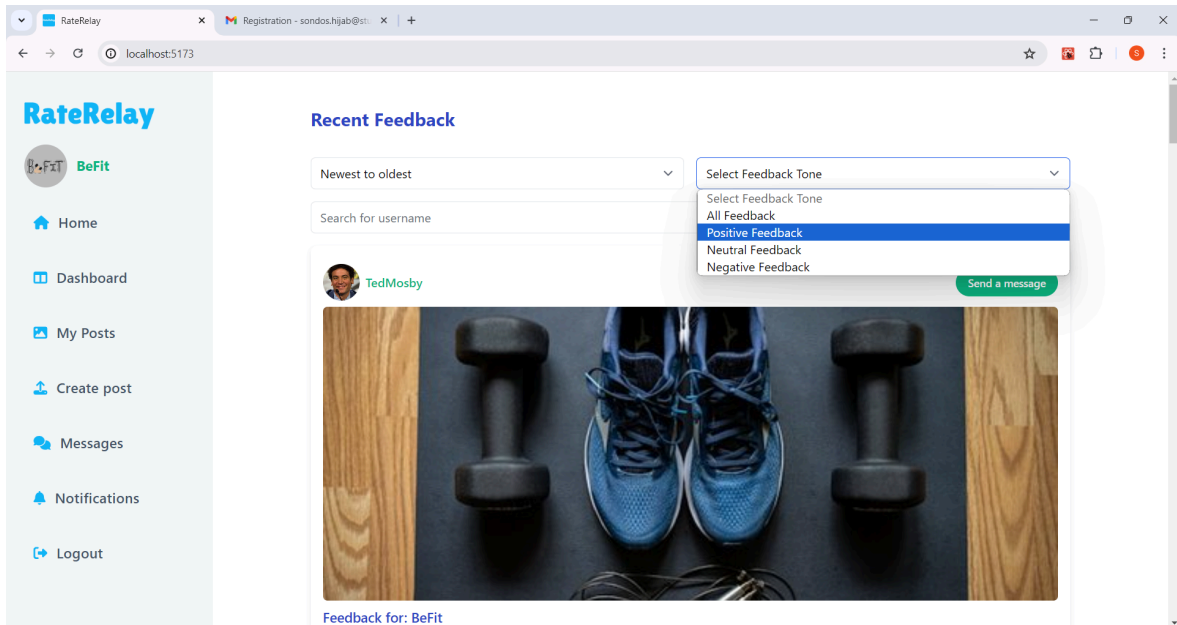 RateRelay
Registration - sondos.hijab@st
localhost:5173
S
RateRelay
BeFIT
BeFit
Home
Dashboard
My Posts
Create post
Messages
Notifications
Logout
Recent Feedback
Newest to oldest
Select Feedback Tone
Search for username
Select Feedback Tone
All Feedback
Positive Feedback
Neutral Feedback
Negative Feedback
TedMosby
Send a message
Feedback for: BeFit